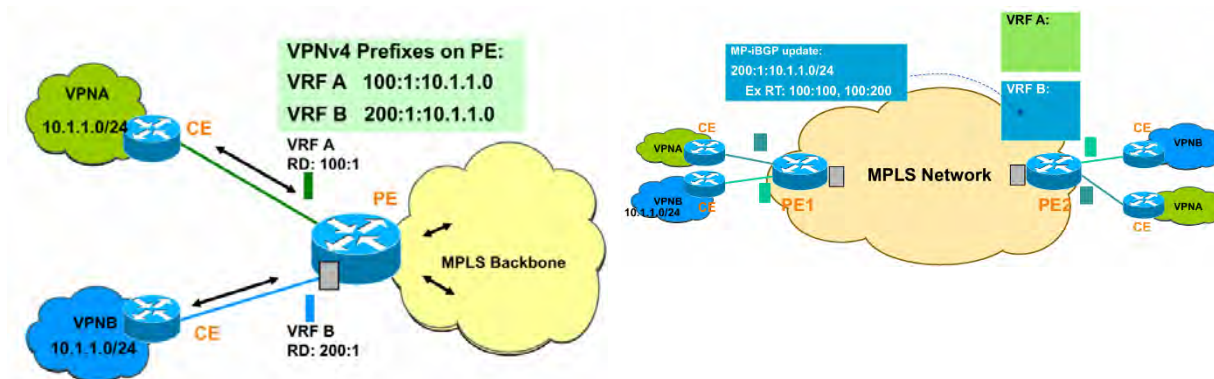 VPNv4 Prefixes on PE:
VRF A 100:1:10.1.1.0
VRF B 200:1:10.1.1.0
VPNA
10.1.1.0/24
CE
VRF A
RD: 100:1
PE
MPLS Backbone
VPNB
10.1.1.0/24
CE
VRF B
RD: 200:1
MP-iBGP update:
200:1:10.1.1.0/24
Ex RT: 100:100, 100:200
VRF A:
VRF B:
CE
VPNA
VPNB
10.1.1.0/24
CE
PE1
MPLS Network
PE2
CE
VPNB
VPNA
CE